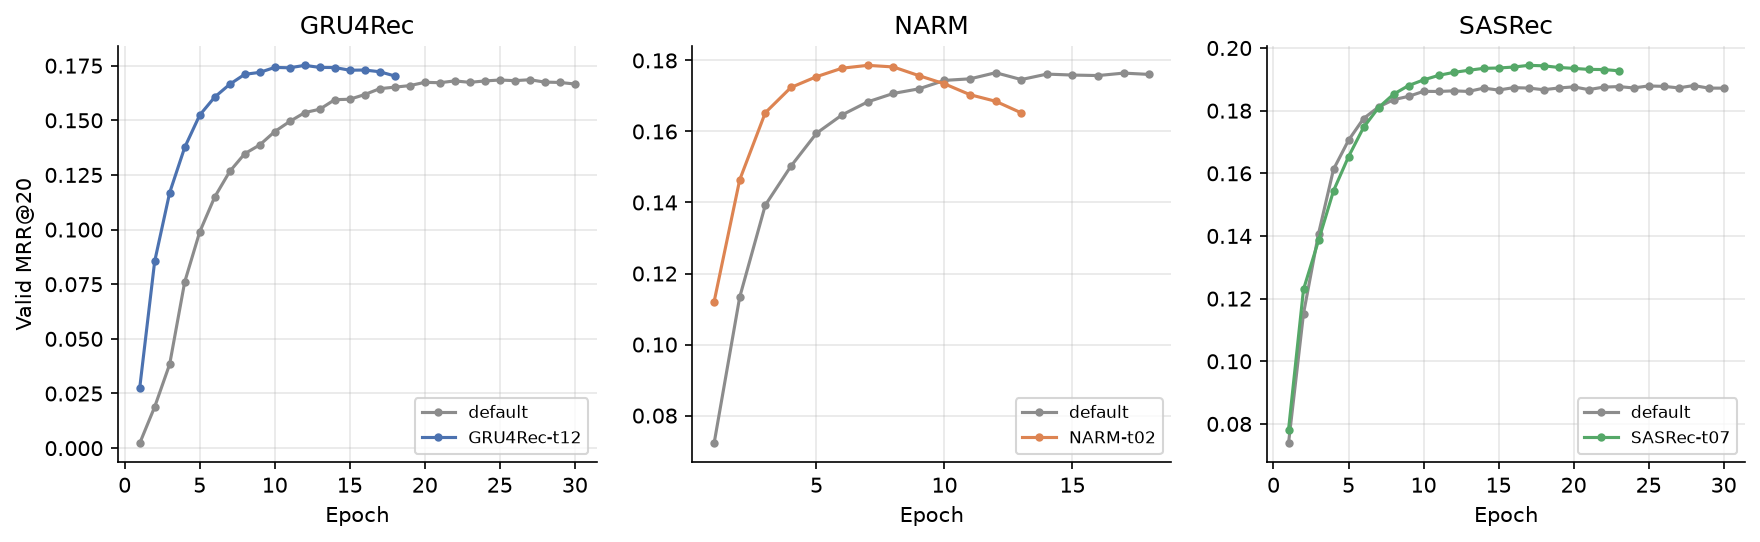 GRU4Rec
Valid MRR@20
0.175
0.150
0.125
0.100
0.075
0.050
0.025
0.000
0 5 10 15 20 25 30
Epoch
default
GRU4Rec-t12
NARM
0.18
0.16
0.14
0.12
0.10
0.08
5 10 15
Epoch
default
NARM-t02
SASRec
0.20
0.18
0.16
0.14
0.12
0.10
0.08
0 5 10 15 20 25 30
Epoch
default
SASRec-t07